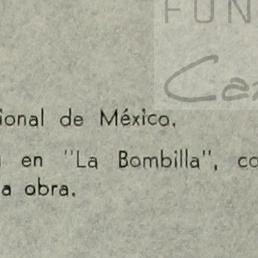 FUN
Ca
ional de México.
en "La Bombilla", co
a obra.